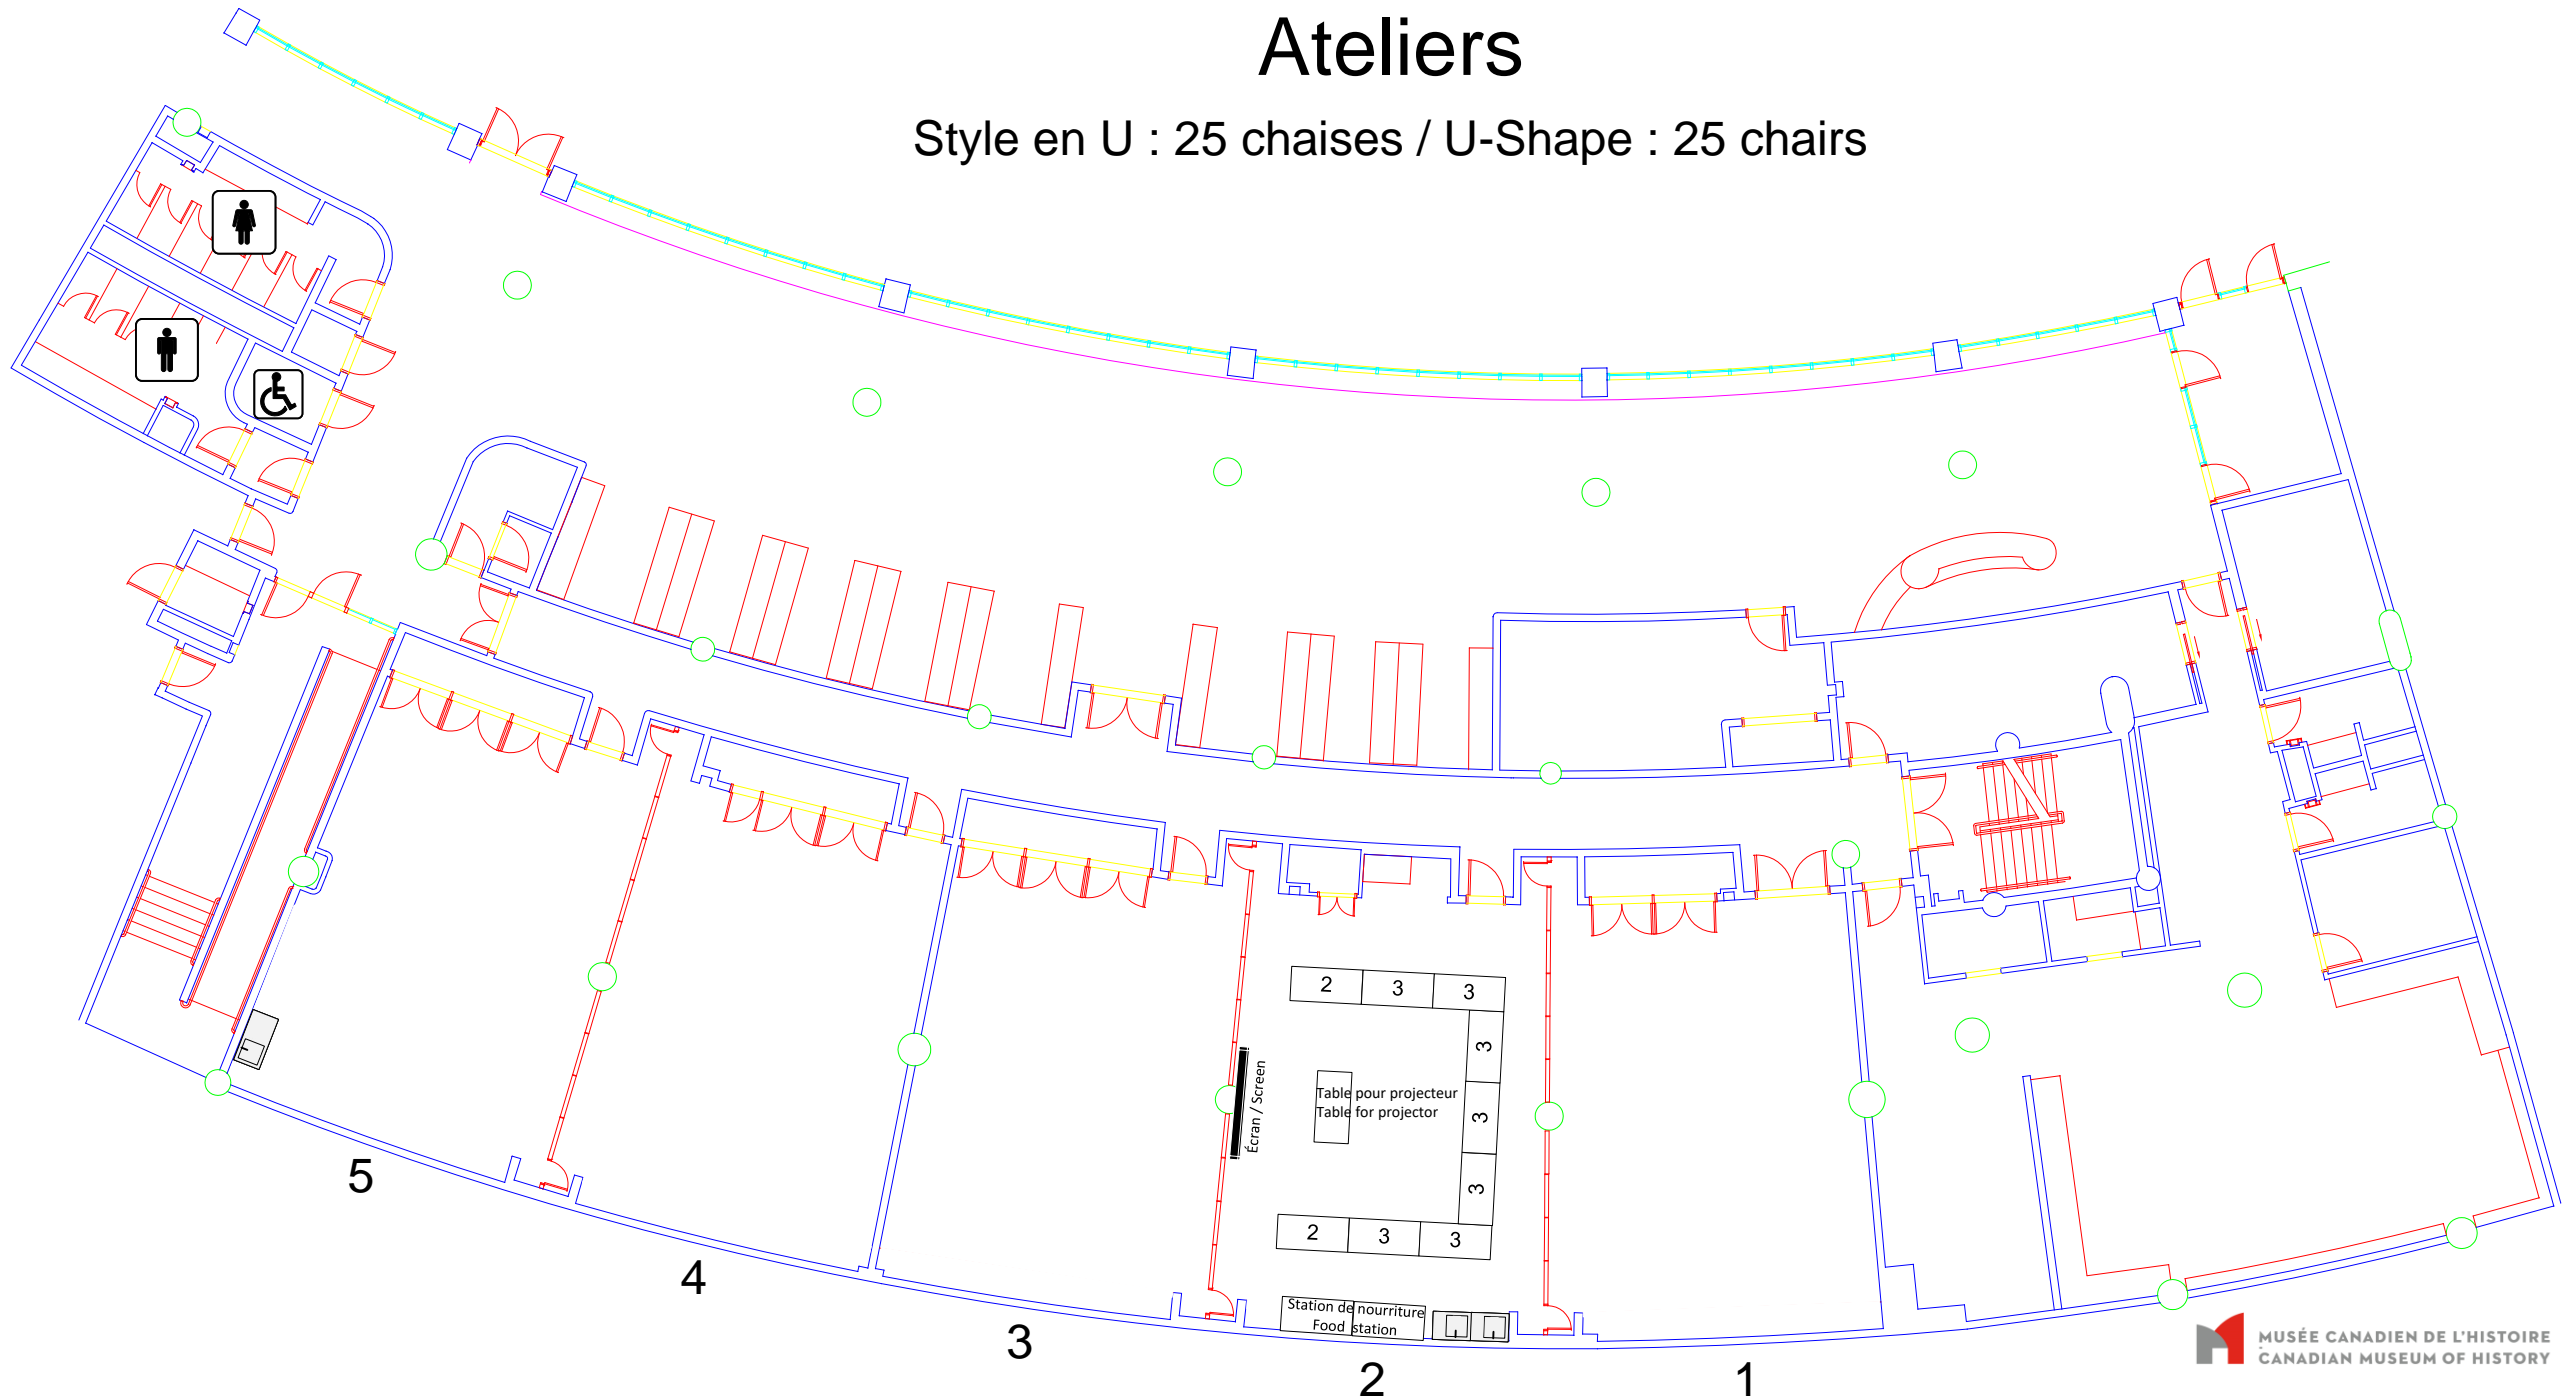 Ateliers
Style en U : 25 chaises / U-Shape : 25 chairs
2 3 3
3
3
3
2 3 3
Écran / Screen
Table pour projecteur
Table for projector
Station de nourriture
Food station
5
4
3
2
1
MUSÉE CANADIEN DE L'HISTOIRE
CANADIAN MUSEUM OF HISTORY